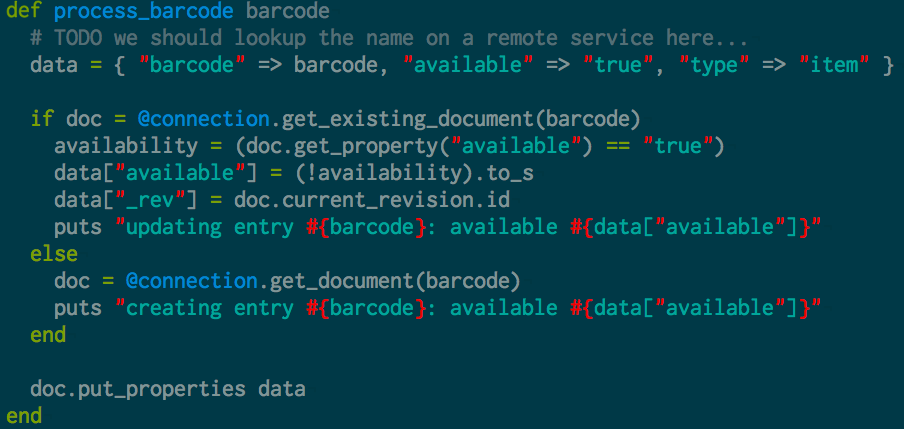 def process_barcode barcode
  # TODO we should lookup the name on a remote service here...
  data = { "barcode" => barcode, "available" => "true", "type" => "item" }

  if doc = @connection.get_existing_document(barcode)
    availability = (doc.get_property("available") == "true")
    data["available"] = (!availability).to_s
    data["_rev"] = doc.current_revision.id
    puts "updating entry #{barcode}: available #{data["available"]}"
  else
    doc = @connection.get_document(barcode)
    puts "creating entry #{barcode}: available #{data["available"]}"
  end

  doc.put_properties data
end